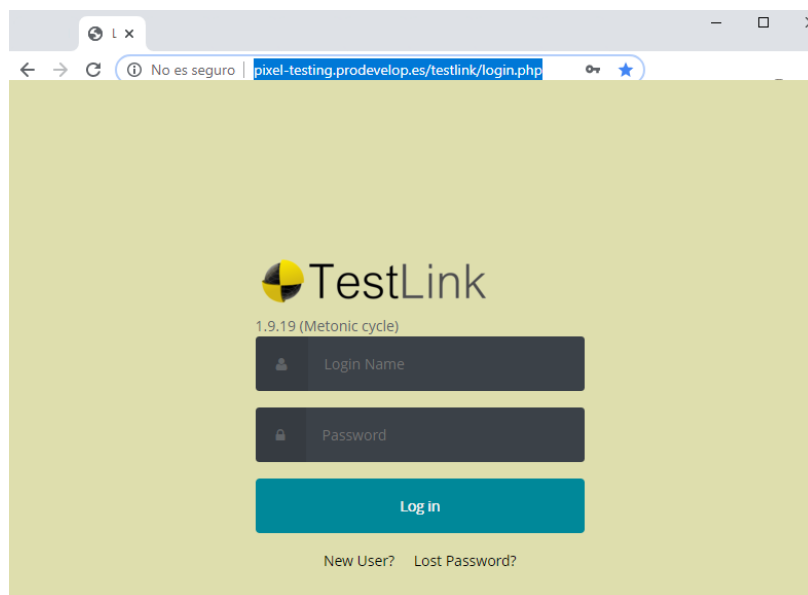 L
No es seguro | pixel-testing.prodevelop.es/testlink/login.php
TestLink
1.9.19 (Metonic cycle)
Login Name
Password
Log in
New User? Lost Password?